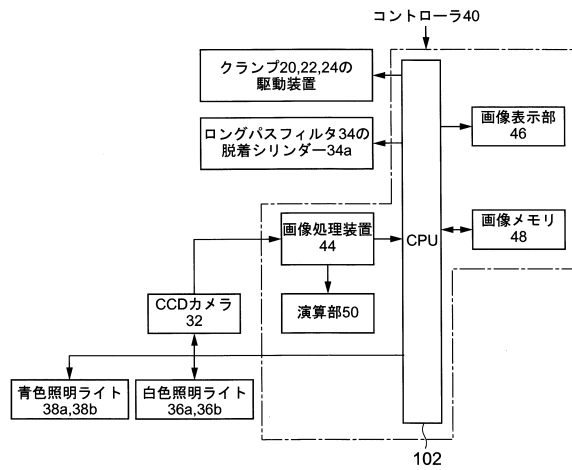 コントローラ40
クランプ20,22,24の
駆動装置
ロングパスフィルタ34の
脱着シリンダー34a
画像表示部
46
画像処理装置
44
CPU
画像メモリ
48
演算部50
CCDカメラ
32
青色照明ライト
38a,38b
白色照明ライト
36a,36b
102